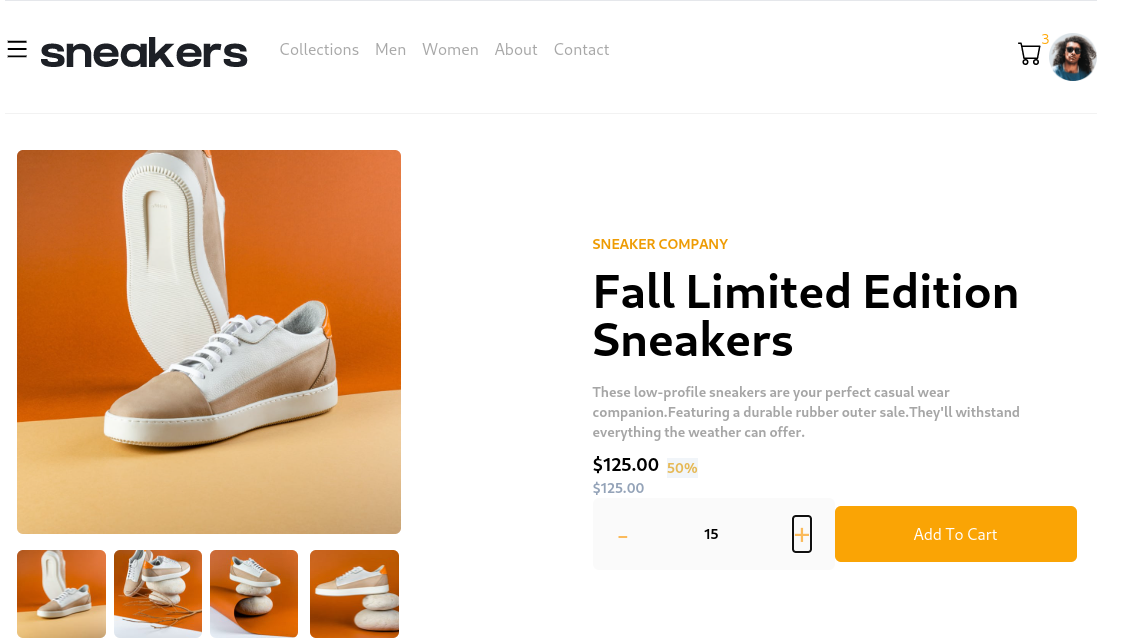 sneakers
Collections Men Women About Contact
3
SNEAKER COMPANY
Fall Limited Edition
Sneakers
These low-profile sneakers are your perfect casual wear
companion.Featuring a durable rubber outer sale.They'll withstand
everything the weather can offer.
$125.00 50%
$125.00
- 15 + Add To Cart